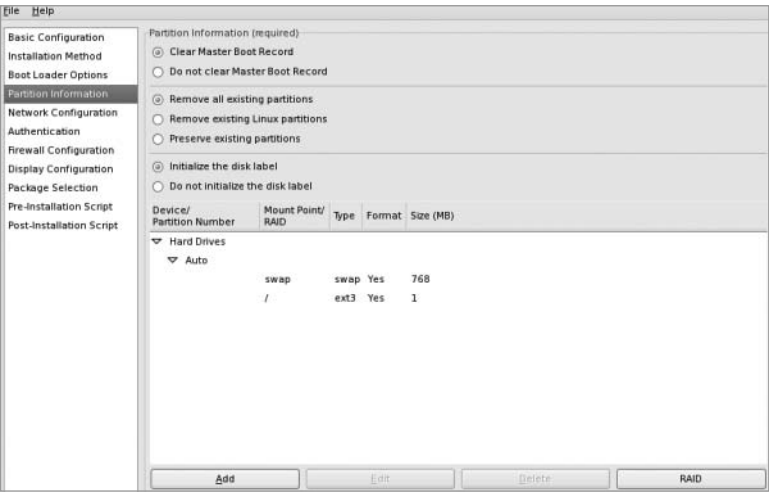 File Help
Basic Configuration
Installation Method
Boot Loader Options
Partition Information
Network Configuration
Authentication
Firewall Configuration
Display Configuration
Package Selection
Pre-Installation Script
Post-Installation Script
Partition Information (required)
Clear Master Boot Record
Do not clear Master Boot Record
Remove all existing partitions
Remove existing Linux partitions
Preserve existing partitions
Initialize the disk label
Do not initialize the disk label
Device/
Partition Number
Mount Point/
RAID
Type
Format
Size (MB)
Hard Drives
Auto
swap swap Yes 768
/ ext3 Yes 1
Add Edit Delete RAID